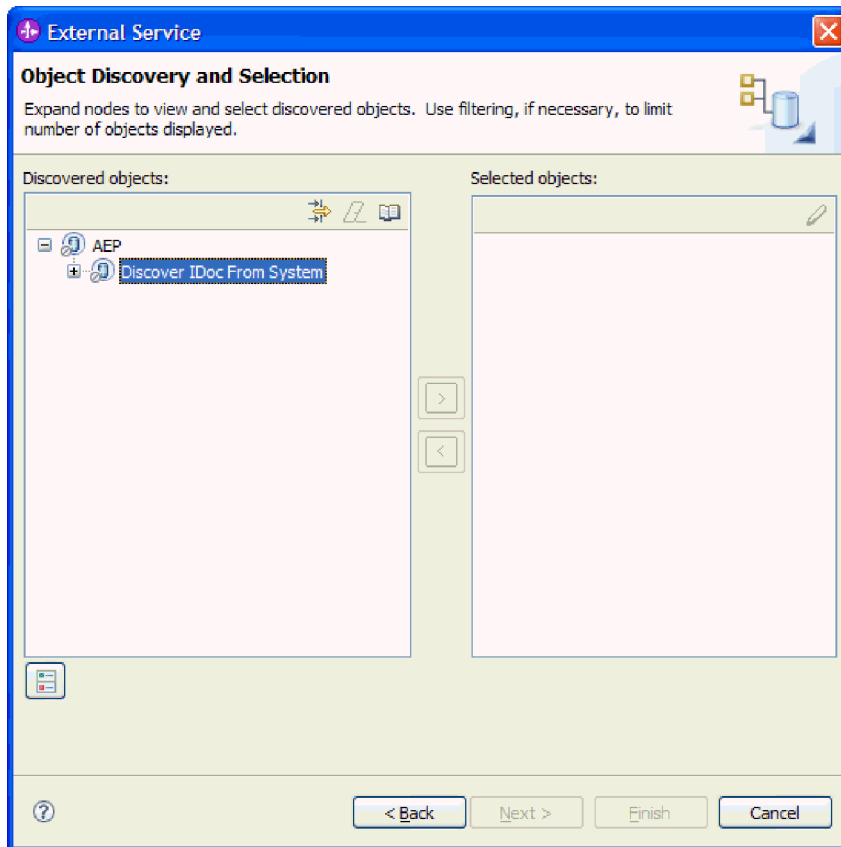 External Service
Object Discovery and Selection
Expand nodes to view and select discovered objects.  Use filtering, if necessary, to limit
number of objects displayed.
Discovered objects:
Selected objects:
AEP
Discover IDoc From System
>
<
?
< Back
Next >
Finish
Cancel